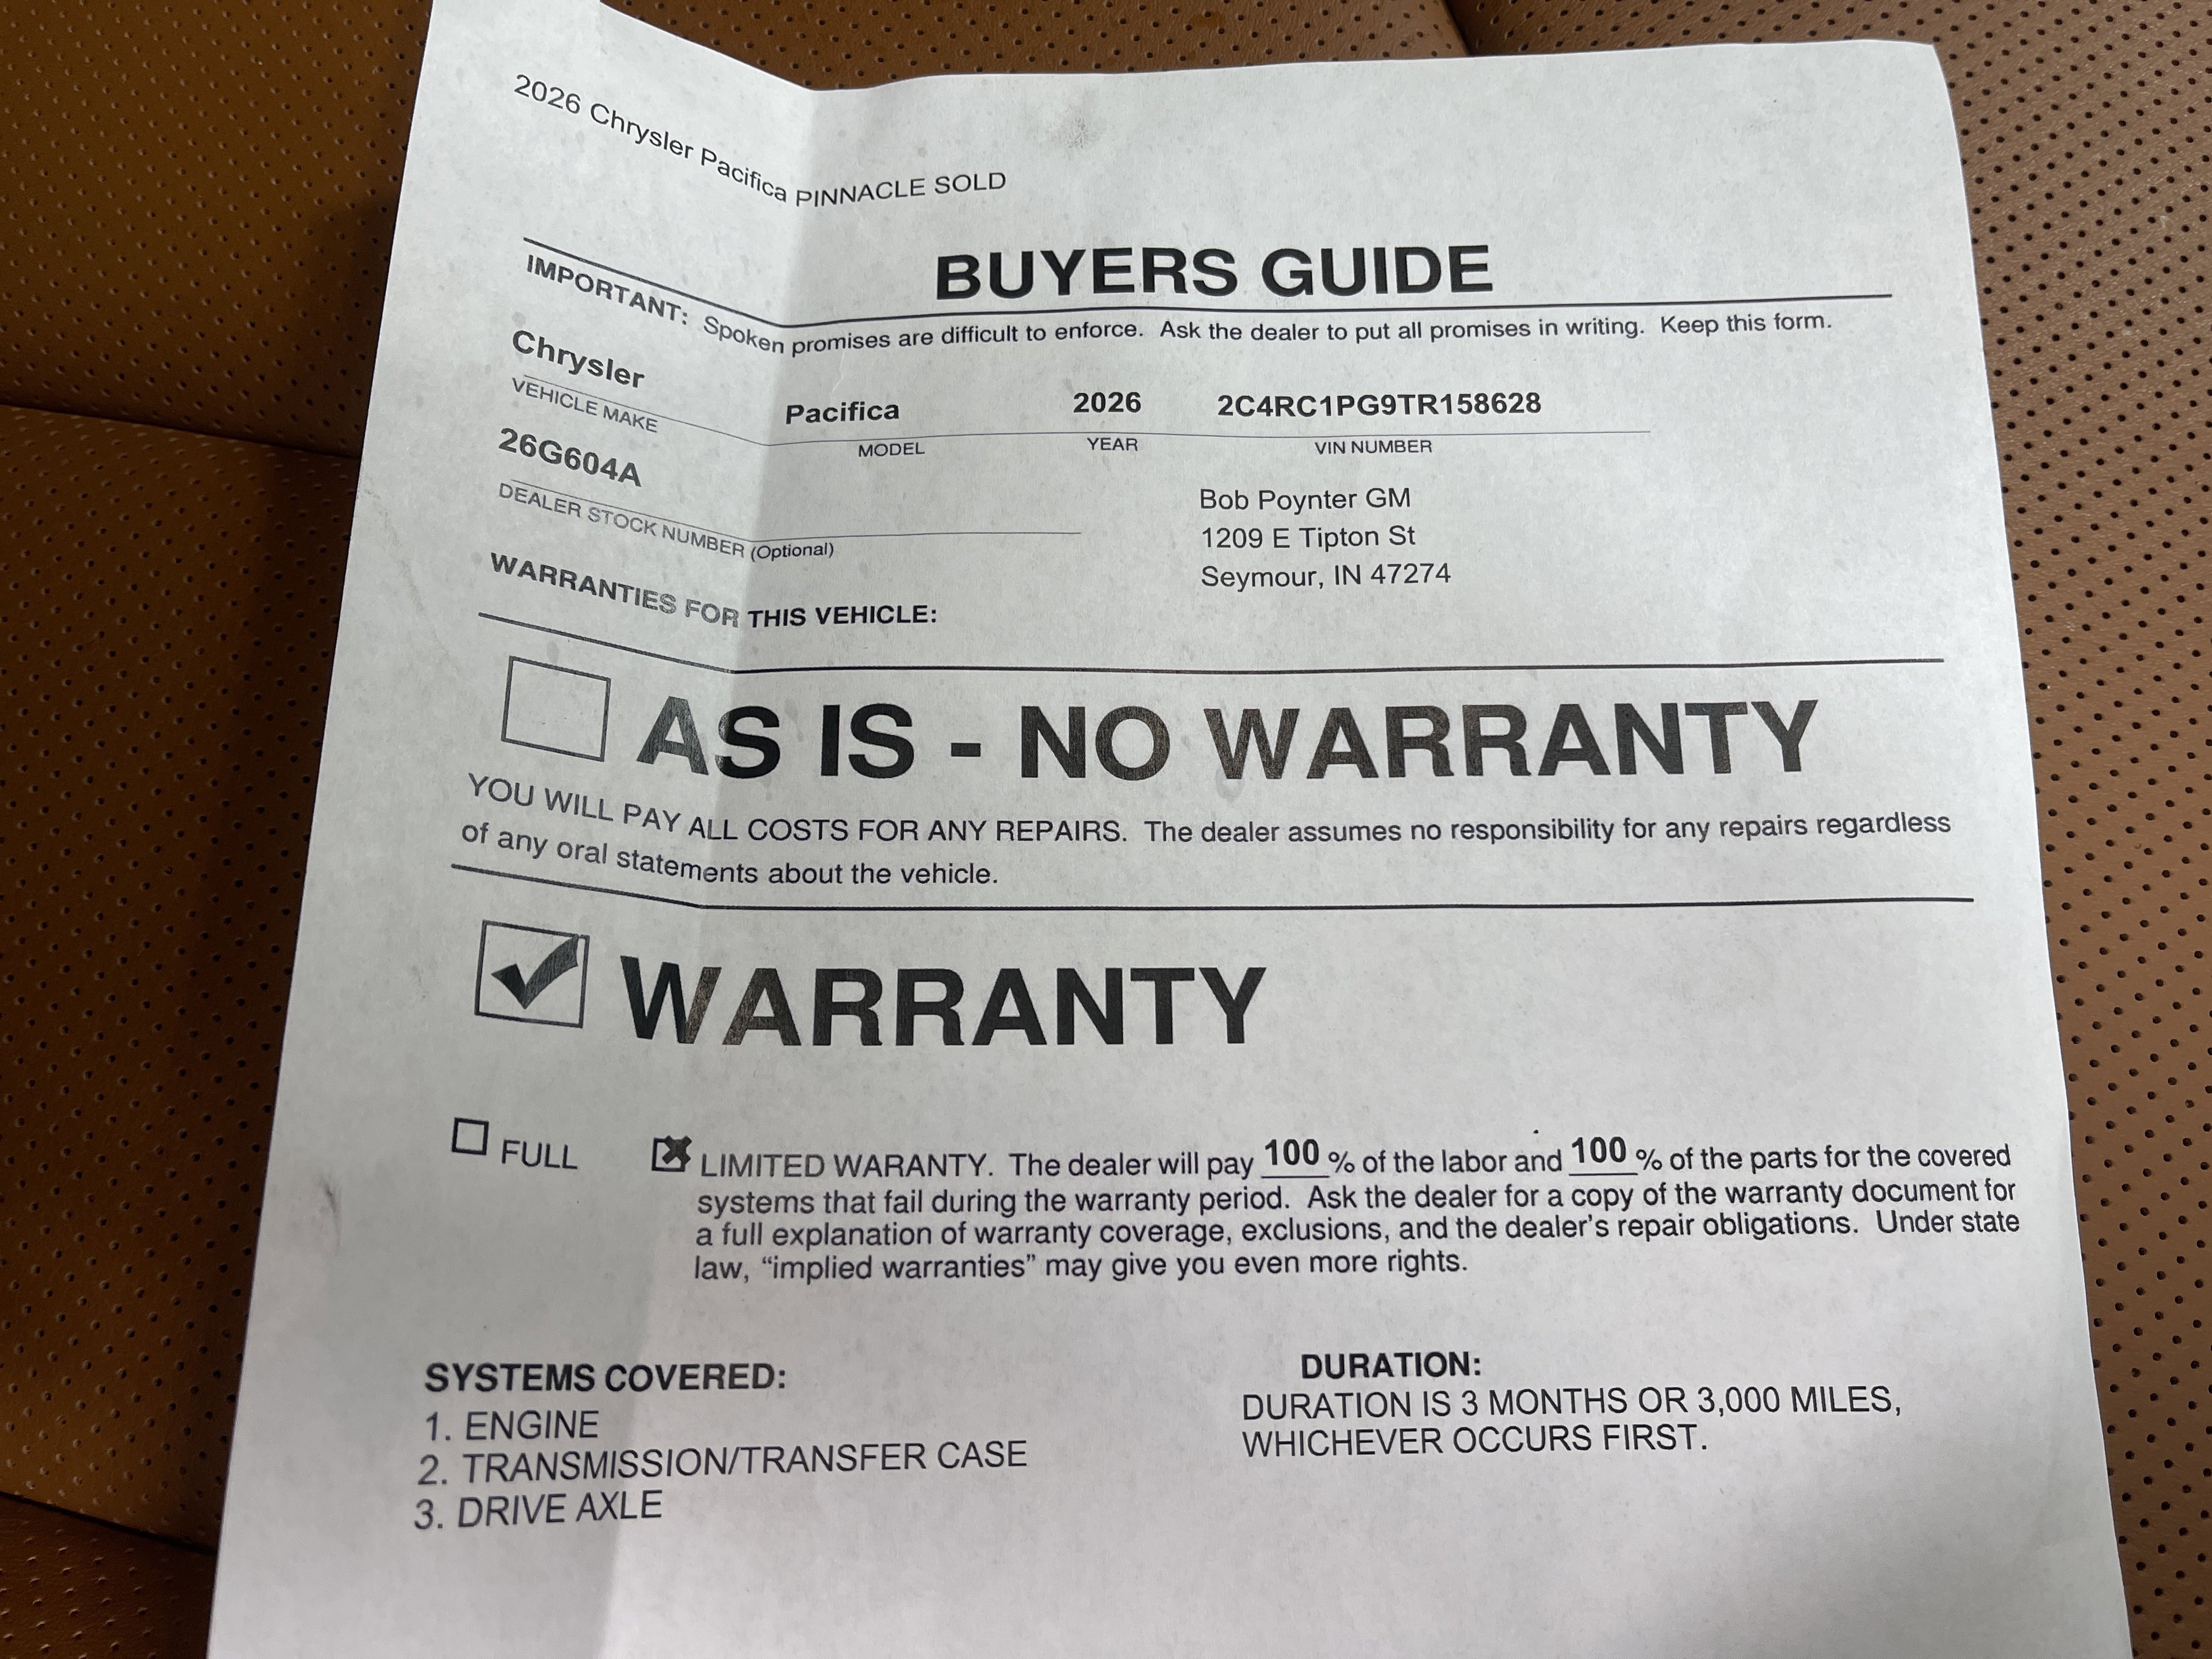 2026 Chrysler Pacifica PINNACLE SOLD
BUYERS GUIDE
IMPORTANT: Spoken promises are difficult to enforce. Ask the dealer to put all promises in writing. Keep this form.
Chrysler Pacifica 2026 2C4RC1PG9TR158628
VEHICLE MAKE MODEL YEAR VIN NUMBER
26G604A
DEALER STOCK NUMBER (Optional)
Bob Poynter GM
1209 E Tipton St
Seymour, IN 47274
WARRANTIES FOR THIS VEHICLE:
AS IS - NO WARRANTY
YOU WILL PAY ALL COSTS FOR ANY REPAIRS. The dealer assumes no responsibility for any repairs regardless
of any oral statements about the vehicle.
WARRANTY
FULL
LIMITED WARANTY. The dealer will pay 100 % of the labor and 100 % of the parts for the covered
systems that fail during the warranty period. Ask the dealer for a copy of the warranty document for
a full explanation of warranty coverage, exclusions, and the dealer's repair obligations. Under state
law, “implied warranties” may give you even more rights.
SYSTEMS COVERED:
1. ENGINE
2. TRANSMISSION/TRANSFER CASE
3. DRIVE AXLE
DURATION:
DURATION IS 3 MONTHS OR 3,000 MILES,
WHICHEVER OCCURS FIRST.